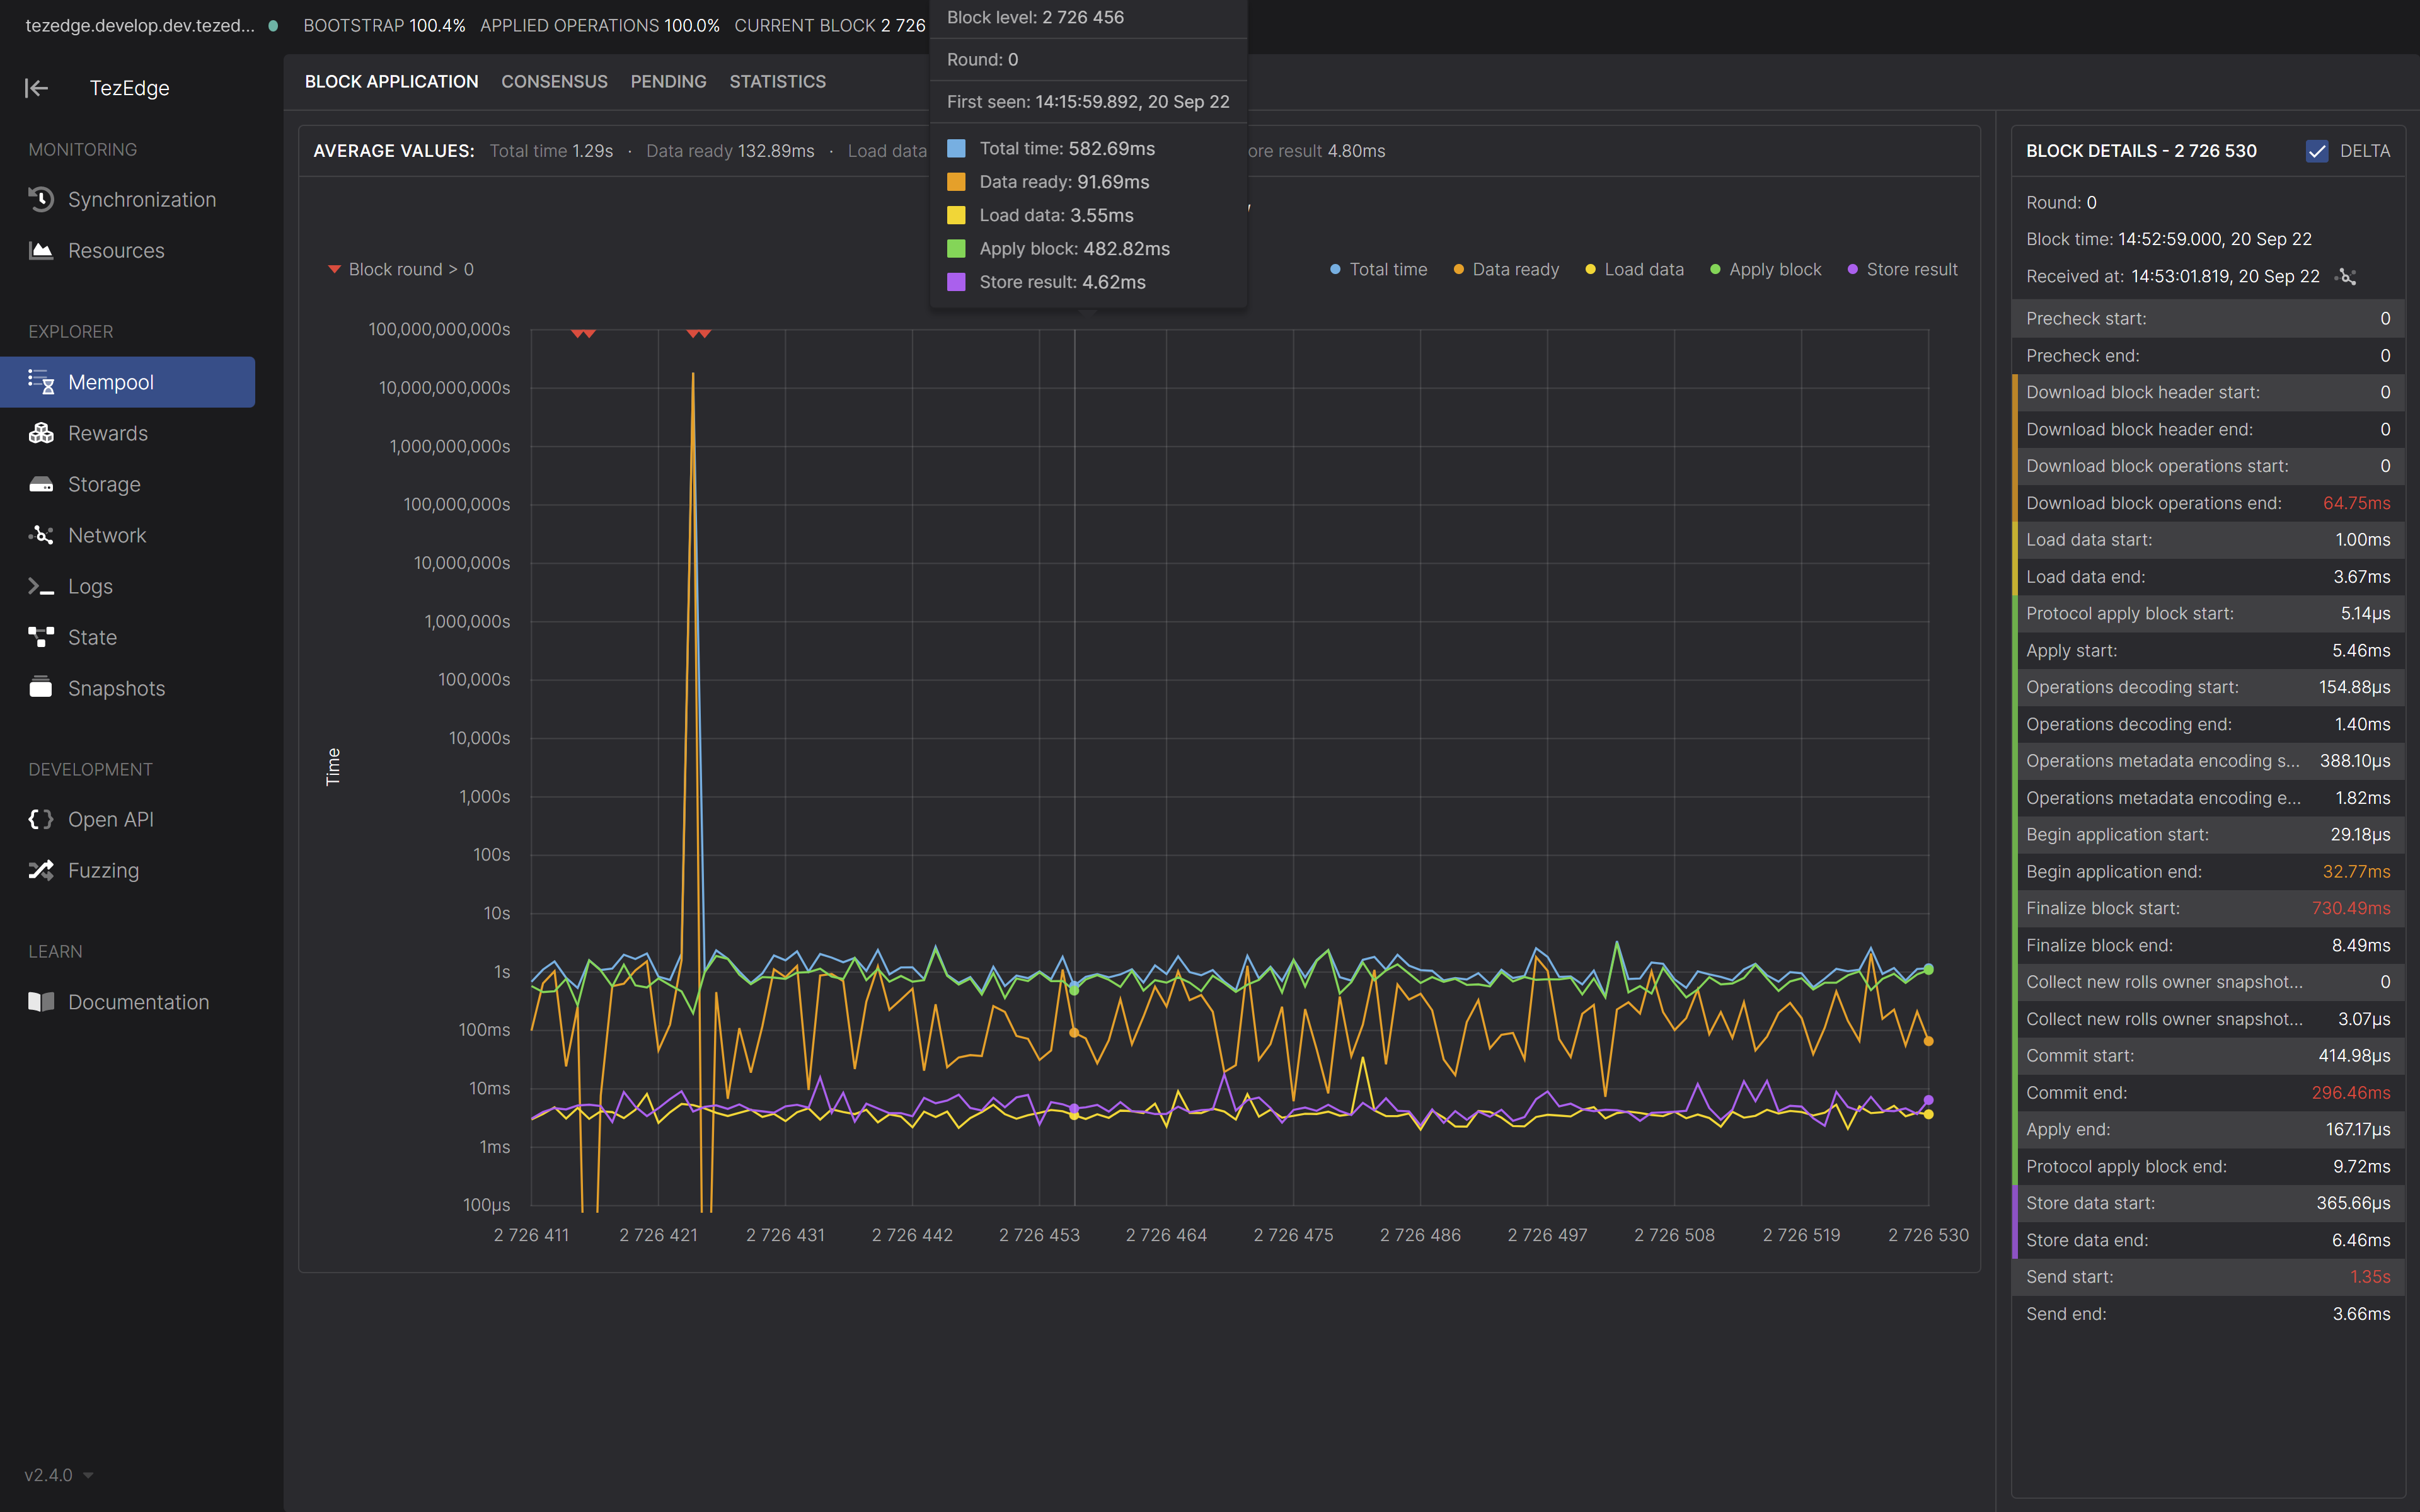 tezedge.develop.dev.tezed...
BOOTSTRAP 100.4% APPLIED OPERATIONS 100.0% CURRENT BLOCK 2 726
TezEdge
MONITORING
Synchronization
Resources
EXPLORER
Mempool
Rewards
Storage
Network
Logs
State
Snapshots
DEVELOPMENT
Open API
Fuzzing
LEARN
Documentation
v2.4.0
BLOCK APPLICATION CONSENSUS PENDING STATISTICS
AVERAGE VALUES: Total time 1.29s · Data ready 132.89ms · Load data
ore result 4.80ms
Block level: 2 726 456
Round: 0
First seen: 14:15:59.892, 20 Sep 22
Total time: 582.69ms
Data ready: 91.69ms
Load data: 3.55ms
Apply block: 482.82ms
Store result: 4.62ms
Block round > 0
Total time Data ready Load data Apply block Store result
Time
100,000,000,000s
10,000,000,000s
1,000,000,000s
100,000,000s
10,000,000s
1,000,000s
100,000s
10,000s
1,000s
100s
10s
1s
100ms
10ms
1ms
100µs
2 726 411 2 726 421 2 726 431 2 726 442 2 726 453 2 726 464 2 726 475 2 726 486 2 726 497 2 726 508 2 726 519 2 726 530
BLOCK DETAILS - 2 726 530 DELTA
Round: 0
Block time: 14:52:59.000, 20 Sep 22
Received at: 14:53:01.819, 20 Sep 22
Precheck start: 0
Precheck end: 0
Download block header start: 0
Download block header end: 0
Download block operations start: 0
Download block operations end: 64.75ms
Load data start: 1.00ms
Load data end: 3.67ms
Protocol apply block start: 5.14µs
Apply start: 5.46ms
Operations decoding start: 154.88µs
Operations decoding end: 1.40ms
Operations metadata encoding s... 388.10µs
Operations metadata encoding e... 1.82ms
Begin application start: 29.18µs
Begin application end: 32.77ms
Finalize block start: 730.49ms
Finalize block end: 8.49ms
Collect new rolls owner snapshot... 0
Collect new rolls owner snapshot... 3.07µs
Commit start: 414.98µs
Commit end: 296.46ms
Apply end: 167.17µs
Protocol apply block end: 9.72ms
Store data start: 365.66µs
Store data end: 6.46ms
Send start: 1.35s
Send end: 3.66ms